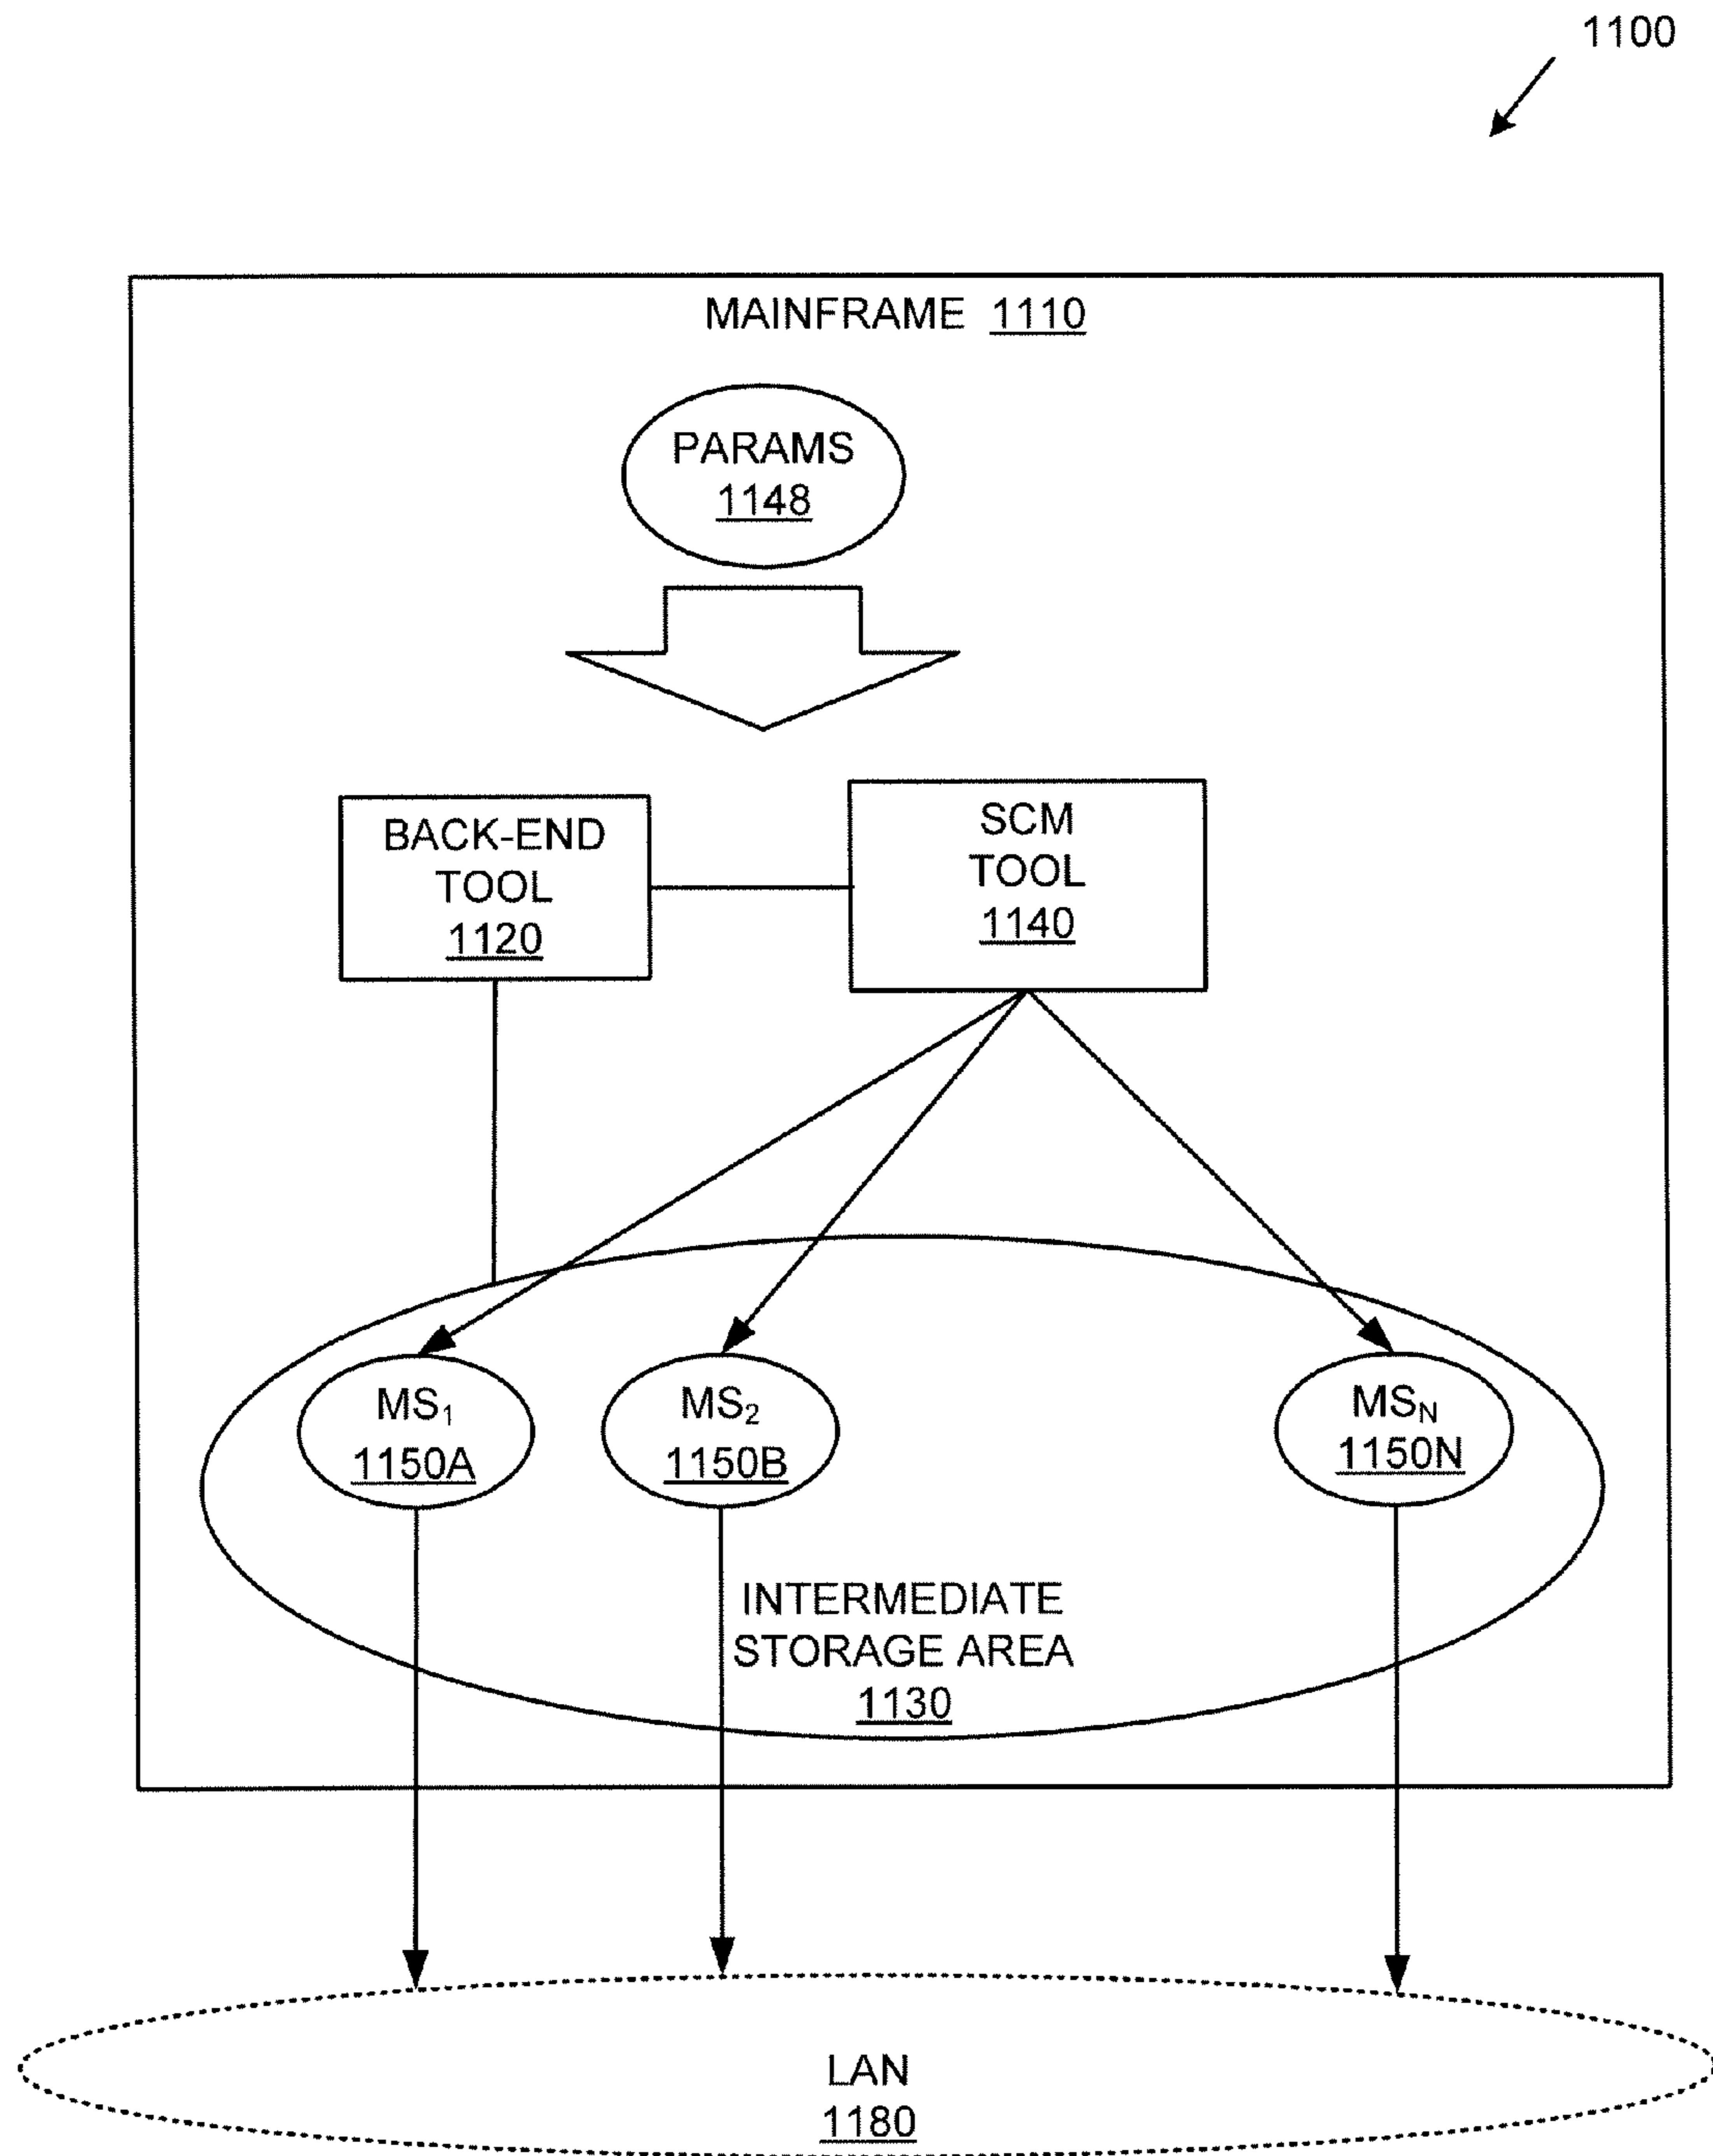 1100
MAINFRAME 1110
PARAMS
1148
BACK-END
TOOL
1120
SCM
TOOL
1140
MS₁
1150A
MS₂
1150B
MSN
1150N
INTERMEDIATE
STORAGE AREA
1130
LAN
1180